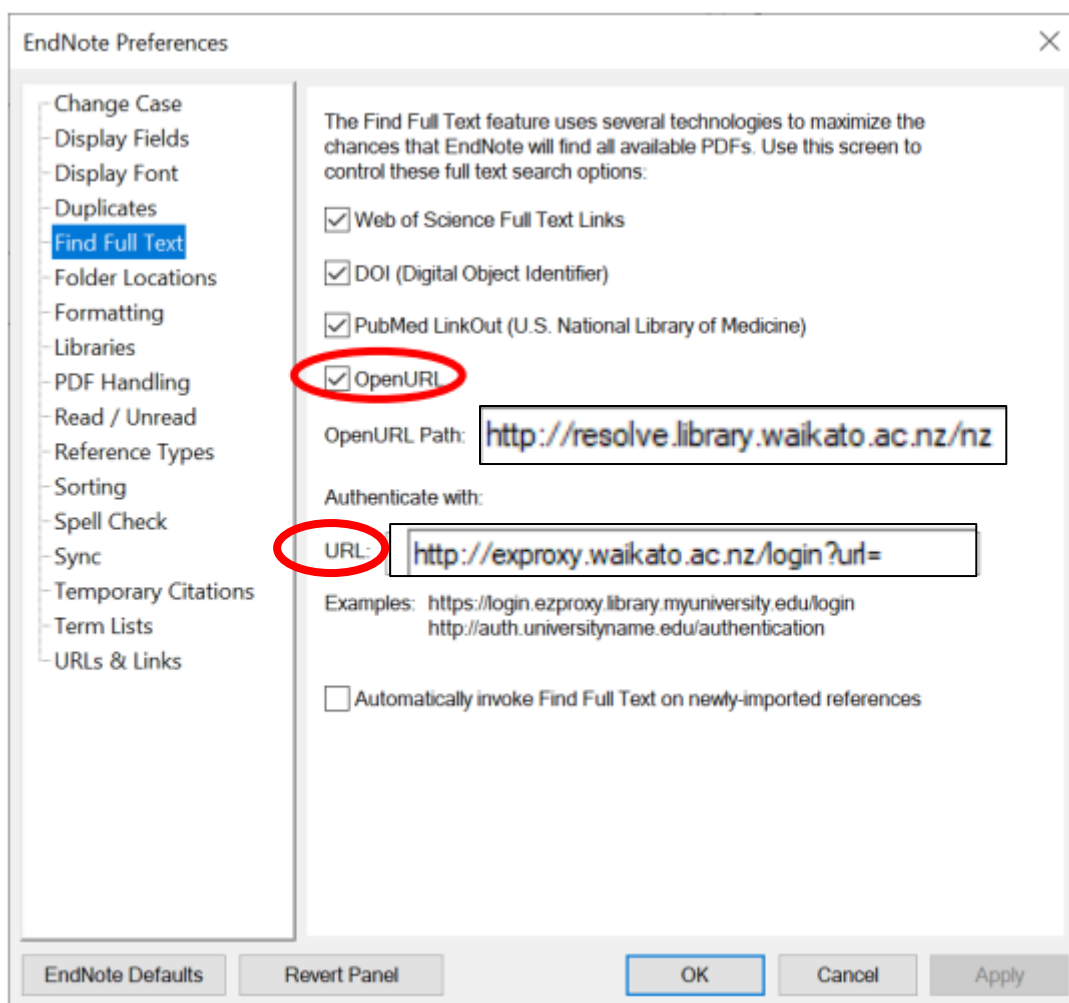 EndNote Preferences
Change Case
Display Fields
Display Font
Duplicates
Find Full Text
Folder Locations
Formatting
Libraries
PDF Handling
Read / Unread
Reference Types
Sorting
Spell Check
Sync
Temporary Citations
Term Lists
URLs & Links
The Find Full Text feature uses several technologies to maximize the
chances that EndNote will find all available PDFs. Use this screen to
control these full text search options:
Web of Science Full Text Links
DOI (Digital Object Identifier)
PubMed LinkOut (U.S. National Library of Medicine)
OpenURL
OpenURL Path: http://resolve.library.waikato.ac.nz/nz
Authenticate with:
URL: http://exproxy.waikato.ac.nz/login?url=
Examples: https://login.ezproxy.library.myuniversity.edu/login
http://auth.universityname.edu/authentication
Automatically invoke Find Full Text on newly-imported references
EndNote Defaults Revert Panel OK Cancel Apply